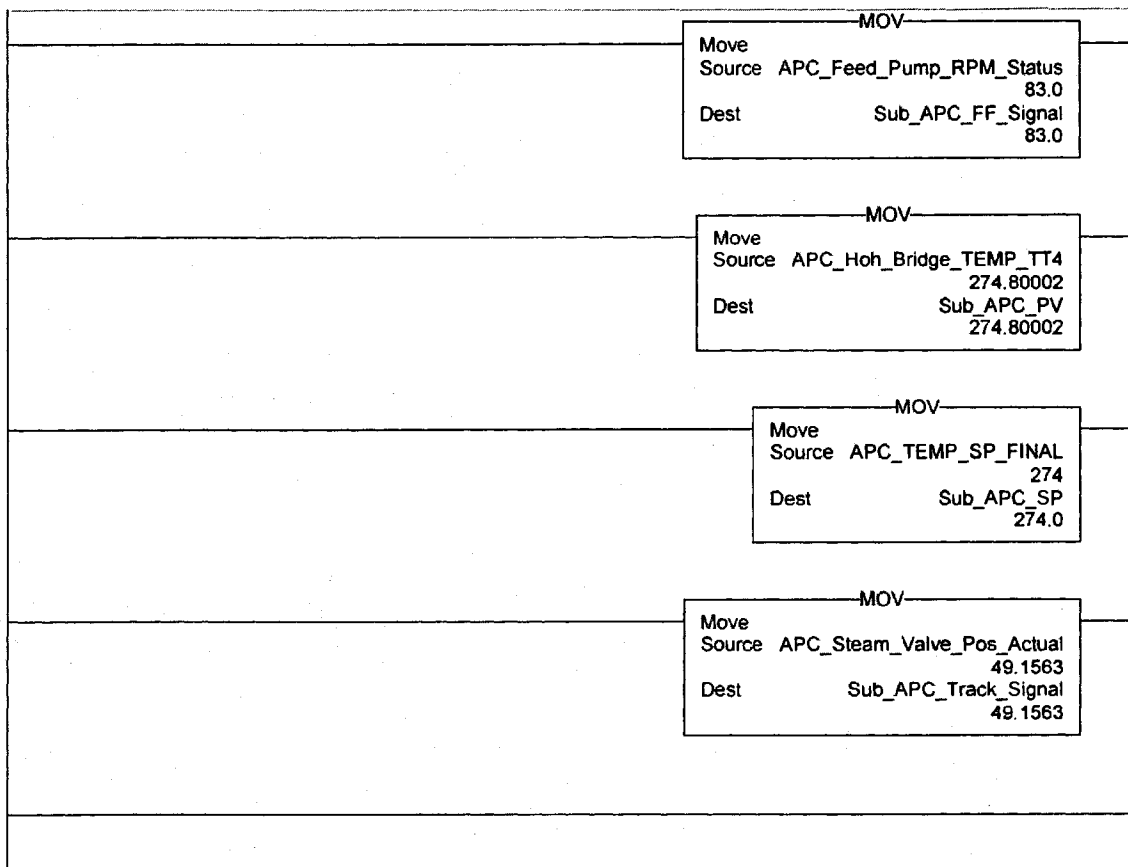 MOV
Move
Source APC_Feed_Pump_RPM_Status
83.0
Dest Sub_APC_FF_Signal
83.0
MOV
Move
Source APC_Hoh_Bridge_TEMP_TT4
274.80002
Dest Sub_APC_PV
274.80002
MOV
Move
Source APC_TEMP_SP_FINAL
274
Dest Sub_APC_SP
274.0
MOV
Move
Source APC_Steam_Valve_Pos_Actual
49.1563
Dest Sub_APC_Track_Signal
49.1563